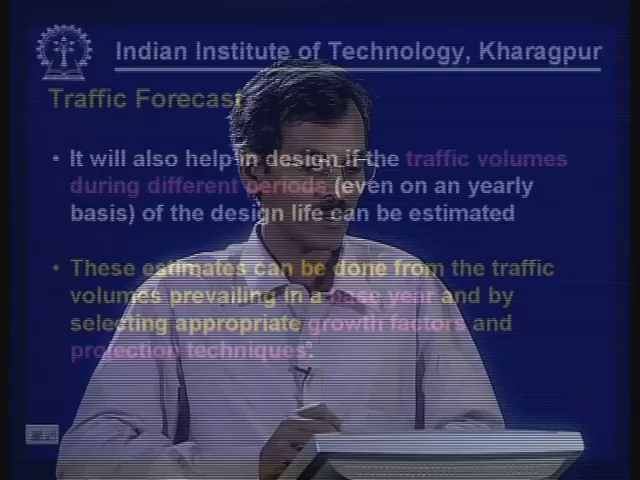 Indian Institute of Technology, Kharagpur
Traffic Forecast
• It will also help in design if the traffic volumes
during different periods (even on an yearly
basis) of the design life can be estimated
• These estimates can be done from the traffic
volumes prevailing in a base year and by
selecting appropriate growth factors and
projection techniques.